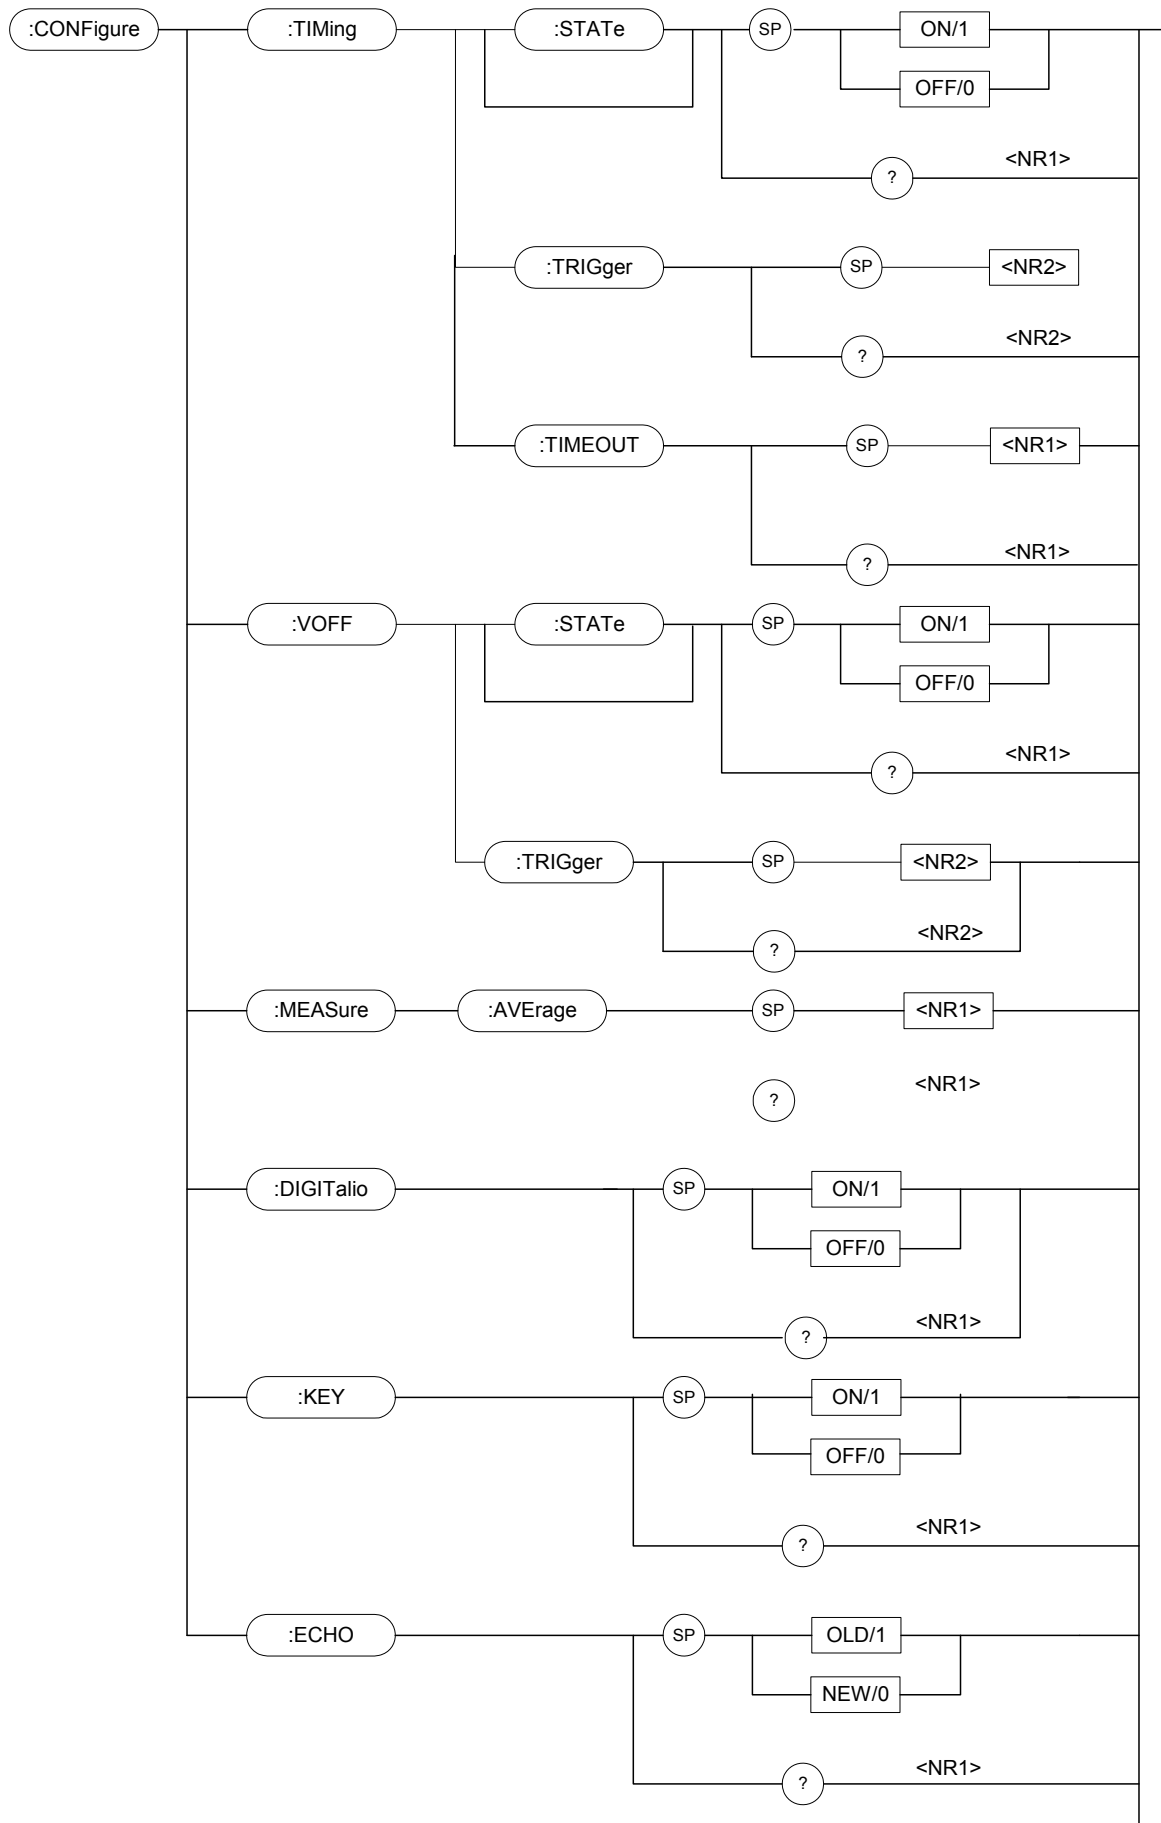 :CONFigure :TIMing :STATe SP ON/1
OFF/0
<NR1>
?
:TRIGger SP <NR2>
<NR2>
?
:TIMEOUT SP <NR1>
<NR1>
?
:VOFF :STATe SP ON/1
OFF/0
<NR1>
?
:TRIGger SP <NR2>
<NR2>
?
:MEASure :AVErage SP <NR1>
<NR1>
?
:DIGITalio SP ON/1
OFF/0
<NR1>
?
:KEY SP ON/1
OFF/0
<NR1>
?
:ECHO SP OLD/1
NEW/0
<NR1>
?